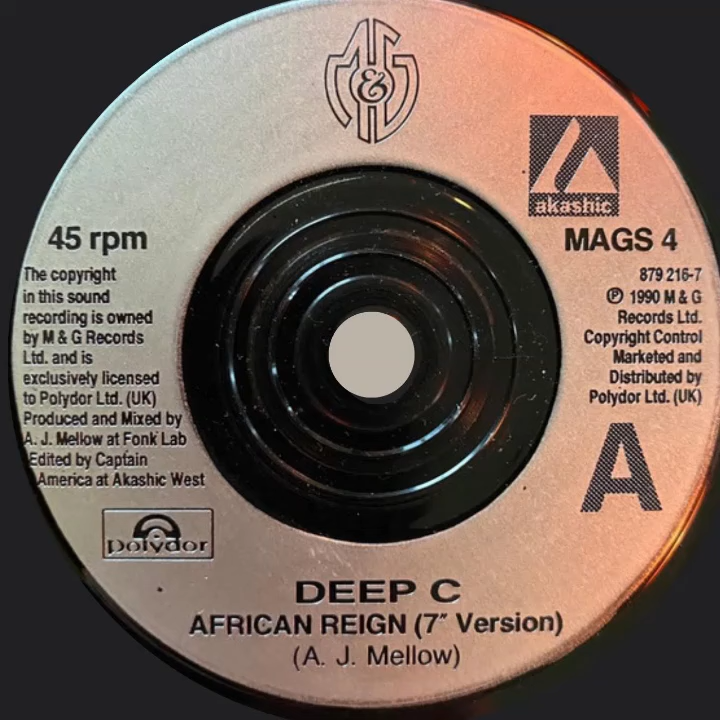 M&G
akashic
45 rpm
MAGS 4
The copyright
in this sound
recording is owned
by M & G Records
Ltd. and is
exclusively licensed
to Polydor Ltd. (UK)
Produced and Mixed by
A. J. Mellow at Fonk Lab
Edited by Captain
America at Akashic West
879 216-7
℗ 1990 M & G
Records Ltd.
Copyright Control
Marketed and
Distributed by
Polydor Ltd. (UK)
A
polydor
DEEP C
AFRICAN REIGN (7″ Version)
(A. J. Mellow)